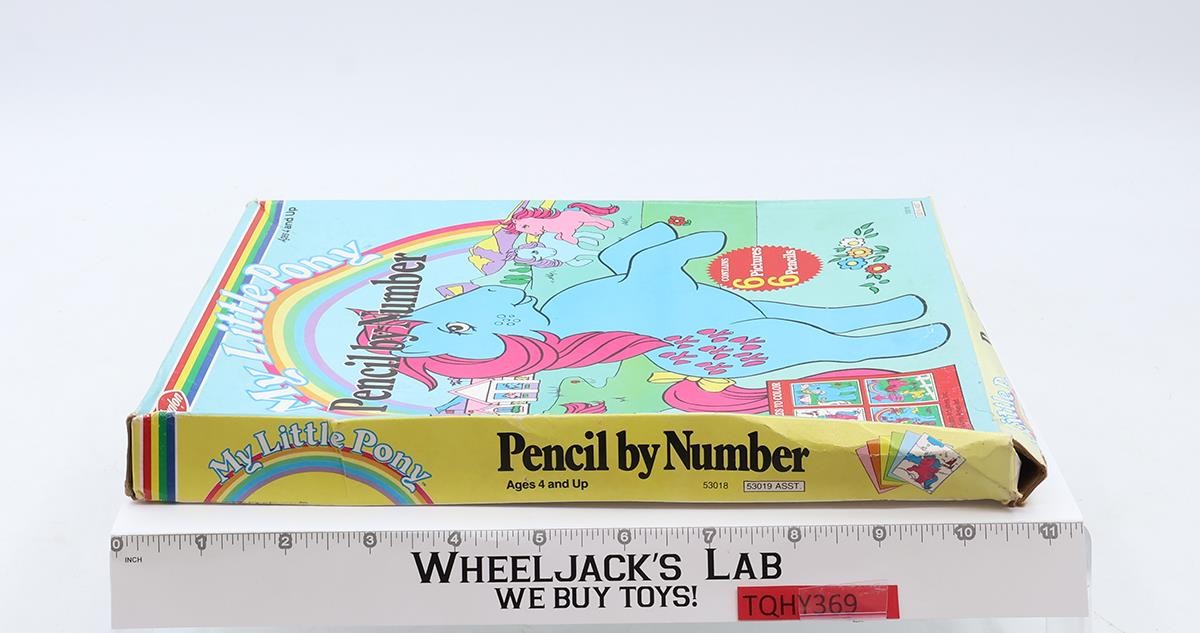 Ages 4 and Up
My Little Pony
Pencil by Number
CONTAINS
6 Pictures
6 Pencils
S TO COLOR
My Little Pony
Pencil by Number
Ages 4 and Up
53018
53019 ASST.
0 1 2 3 4 5 6 7 8 9 10 11
INCH
WHEELJACK'S LAB
WE BUY TOYS!
TQHY369